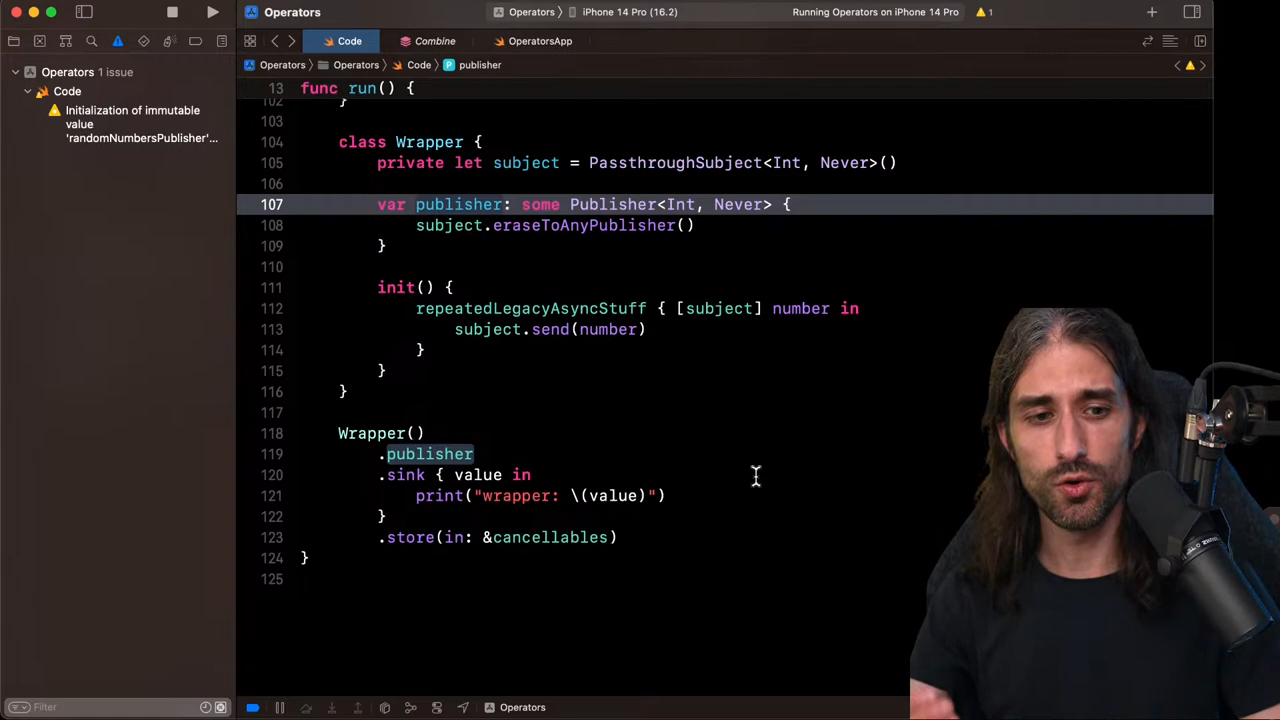 Operators
Operators 〉 iPhone 14 Pro (16.2)
Running Operators on iPhone 14 Pro
1
Code
Combine
OperatorsApp
Operators 1 issue
Operators 〉 Operators 〉 Code 〉 P publisher
Code
Initialization of immutable
value
'randomNumbersPublisher'...
13 func run() {
102 }
103
104 class Wrapper {
105 private let subject = PassthroughSubject<Int, Never>()
106
107 var publisher: some Publisher<Int, Never> {
108 subject.eraseToAnyPublisher()
109 }
110
111 init() {
112 repeatedLegacyAsyncStuff { [subject] number in
113 subject.send(number)
114 }
115 }
116 }
117
118 Wrapper()
119 .publisher
120 .sink { value in
121 print("wrapper: \(value)")
122 }
123 .store(in: &cancellables)
124 }
125
Filter
Operators